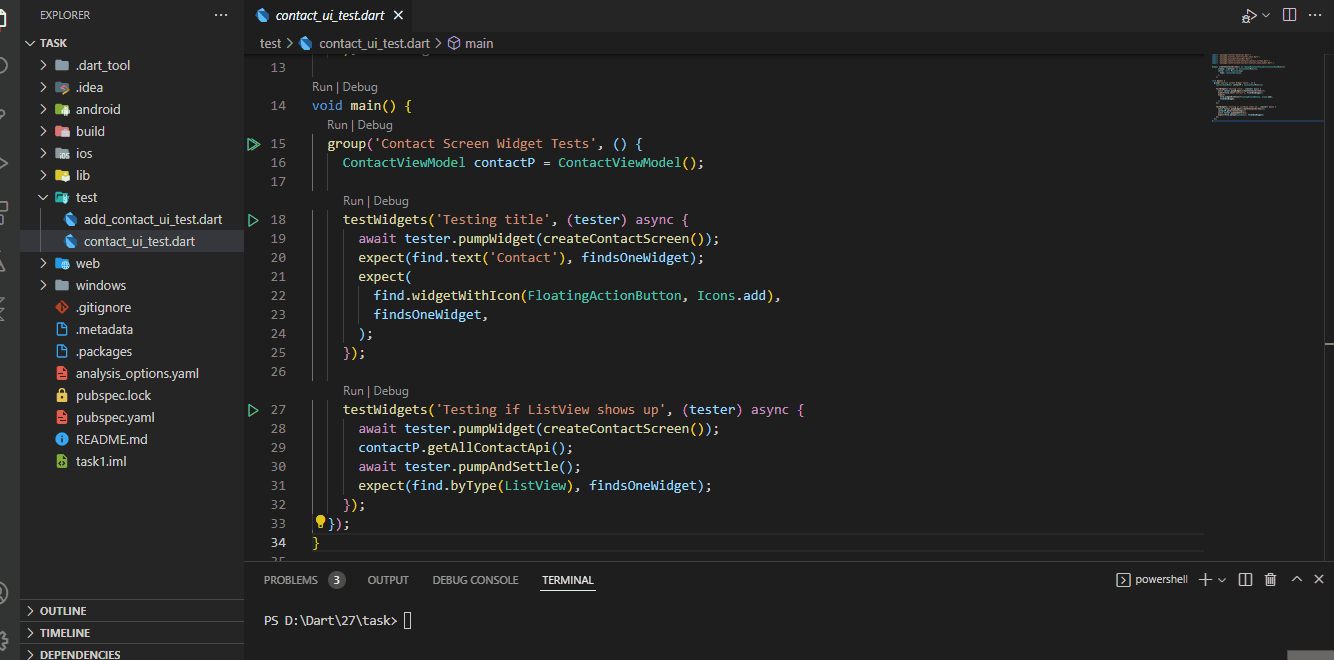 EXPLORER
TASK
.dart_tool
.idea
android
build
ios
lib
test
add_contact_ui_test.dart
contact_ui_test.dart
web
windows
.gitignore
.metadata
.packages
analysis_options.yaml
pubspec.lock
pubspec.yaml
README.md
task1.iml
OUTLINE
TIMELINE
DEPENDENCIES
contact_ui_test.dart
test > contact_ui_test.dart > main
13
Run | Debug
14 void main() {
Run | Debug
15 group('Contact Screen Widget Tests', () {
16 ContactViewModel contactP = ContactViewModel();
17
Run | Debug
18 testWidgets('Testing title', (tester) async {
19 await tester.pumpWidget(createContactScreen());
20 expect(find.text('Contact'), findsOneWidget);
21 expect(
22 find.widgetWithIcon(FloatingActionButton, Icons.add),
23 findsOneWidget,
24 );
25 });
26
Run | Debug
27 testWidgets('Testing if ListView shows up', (tester) async {
28 await tester.pumpWidget(createContactScreen());
29 contactP.getAllContactApi();
30 await tester.pumpAndSettle();
31 expect(find.byType(ListView), findsOneWidget);
32 });
33 });
34 }
35
PROBLEMS 3 OUTPUT DEBUG CONSOLE TERMINAL
powershell
PS D:\Dart\27\task>